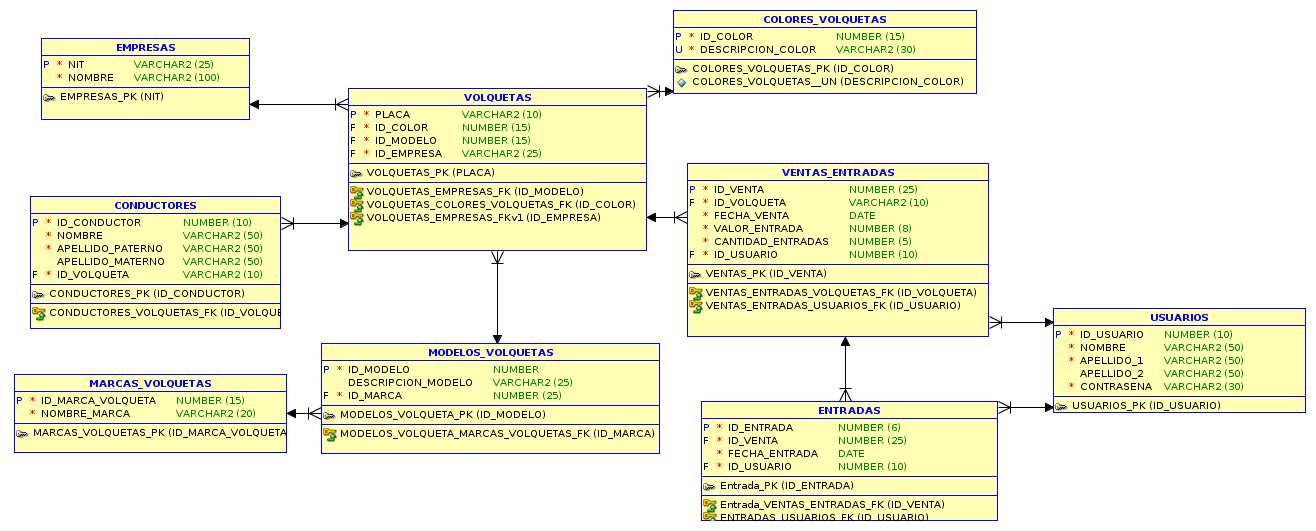 EMPRESAS
P * NIT VARCHAR2 (25)
* NOMBRE VARCHAR2 (100)
EMPRESAS_PK (NIT)
COLORES_VOLQUETAS
P * ID_COLOR NUMBER (15)
U * DESCRIPCION_COLOR VARCHAR2 (30)
COLORES_VOLQUETAS_PK (ID_COLOR)
COLORES_VOLQUETAS__UN (DESCRIPCION_COLOR)
VOLQUETAS
P * PLACA VARCHAR2 (10)
F * ID_COLOR NUMBER (15)
F * ID_MODELO NUMBER (15)
F * ID_EMPRESA VARCHAR2 (25)
VOLQUETAS_PK (PLACA)
VOLQUETAS_EMPRESAS_FK (ID_MODELO)
VOLQUETAS_COLORES_VOLQUETAS_FK (ID_COLOR)
VOLQUETAS_EMPRESAS_FKv1 (ID_EMPRESA)
CONDUCTORES
P * ID_CONDUCTOR NUMBER (10)
* NOMBRE VARCHAR2 (50)
* APELLIDO_PATERNO VARCHAR2 (50)
APELLIDO_MATERNO VARCHAR2 (50)
F * ID_VOLQUETA VARCHAR2 (10)
CONDUCTORES_PK (ID_CONDUCTOR)
CONDUCTORES_VOLQUETAS_FK (ID_VOLQUE
VENTAS_ENTRADAS
P * ID_VENTA NUMBER (25)
F * ID_VOLQUETA VARCHAR2 (10)
* FECHA_VENTA DATE
* VALOR_ENTRADA NUMBER (8)
* CANTIDAD_ENTRADAS NUMBER (5)
F * ID_USUARIO NUMBER (10)
VENTAS_PK (ID_VENTA)
VENTAS_ENTRADAS_VOLQUETAS_FK (ID_VOLQUETA)
VENTAS_ENTRADAS_USUARIOS_FK (ID_USUARIO)
USUARIOS
P * ID_USUARIO NUMBER (10)
* NOMBRE VARCHAR2 (50)
* APELLIDO_1 VARCHAR2 (50)
APELLIDO_2 VARCHAR2 (50)
* CONTRASENA VARCHAR2 (30)
USUARIOS_PK (ID_USUARIO)
MODELOS_VOLQUETAS
P * ID_MODELO NUMBER
DESCRIPCION_MODELO VARCHAR2 (25)
F * ID_MARCA NUMBER (25)
MODELOS_VOLQUETA_PK (ID_MODELO)
MODELOS_VOLQUETA_MARCAS_VOLQUETAS_FK (ID_MARCA)
MARCAS_VOLQUETAS
P * ID_MARCA_VOLQUETA NUMBER (15)
* NOMBRE_MARCA VARCHAR2 (20)
MARCAS_VOLQUETAS_PK (ID_MARCA_VOLQUETA
ENTRADAS
P * ID_ENTRADA NUMBER (6)
F * ID_VENTA NUMBER (25)
* FECHA_ENTRADA DATE
F * ID_USUARIO NUMBER (10)
Entrada_PK (ID_ENTRADA)
Entrada_VENTAS_ENTRADAS_FK (ID_VENTA)
ENTRADAS_USUARIOS_FK (ID_USUARIO)